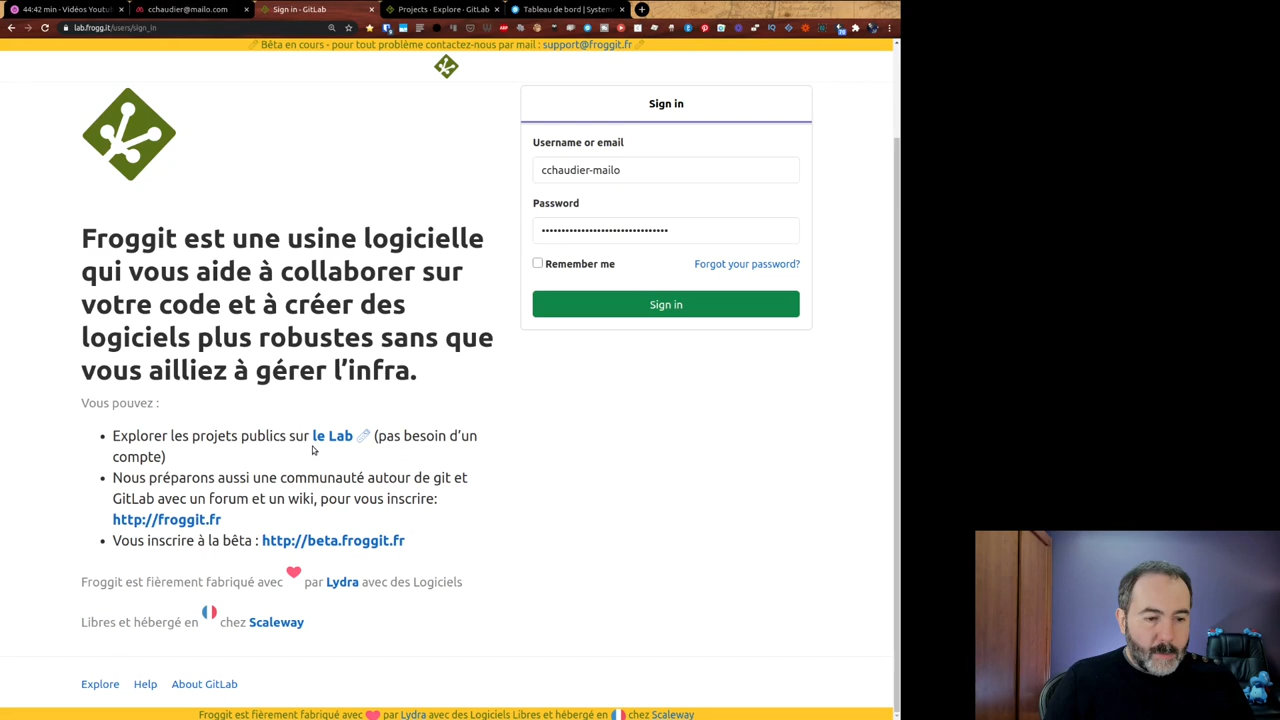 44:42 min - Vidéos Youtub
cchaudier@mailo.com
Sign in · GitLab
Projects · Explore · GitLab
Tableau de bord | System
lab.frogg.it/users/sign_in
Bêta en cours - pour tout problème contactez-nous par mail : support@froggit.fr
Sign in
Username or email
cchaudier-mailo
Password
••••••••••••••••••••••••••••••••
Remember me
Forgot your password?
Sign in
Froggit est une usine logicielle
qui vous aide à collaborer sur
votre code et à créer des
logiciels plus robustes sans que
vous ailliez à gérer l’infra.
Vous pouvez :
• Explorer les projets publics sur le Lab (pas besoin d’un
compte)
• Nous préparons aussi une communauté autour de git et
GitLab avec un forum et un wiki, pour vous inscrire:
http://froggit.fr
• Vous inscrire à la bêta : http://beta.froggit.fr
Froggit est fièrement fabriqué avec par Lydra avec des Logiciels
Libres et hébergé en chez Scaleway
Explore Help About GitLab
Froggit est fièrement fabriqué avec par Lydra avec des Logiciels Libres et hébergé en chez Scaleway